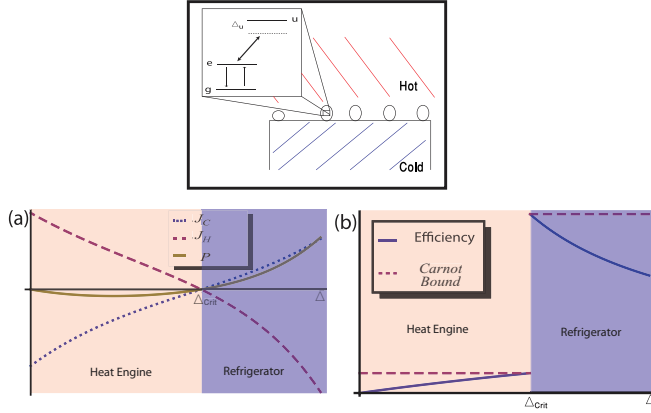 u
Δu
e
g
Hot
Cold
(a)
J_C
J_H
P
Δ_Crit
Δ
Heat Engine
Refrigerator
(b)
Efficiency
Carnot
Bound
Heat Engine
Refrigerator
Δ_Crit
Δ